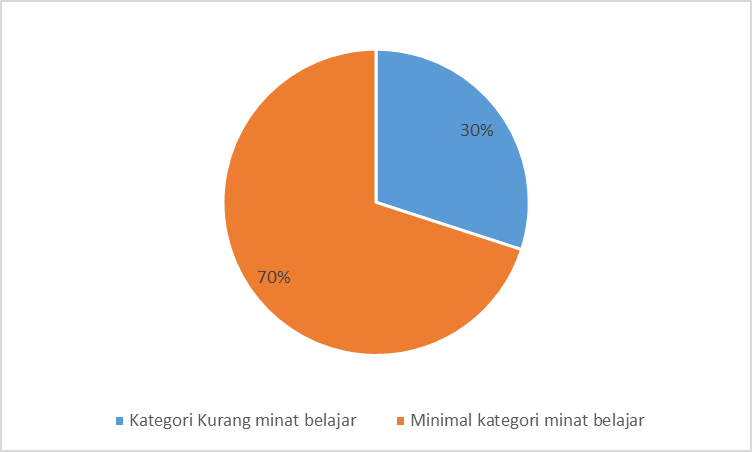 30%
70%
Kategori Kurang minat belajar
Minimal kategori minat belajar